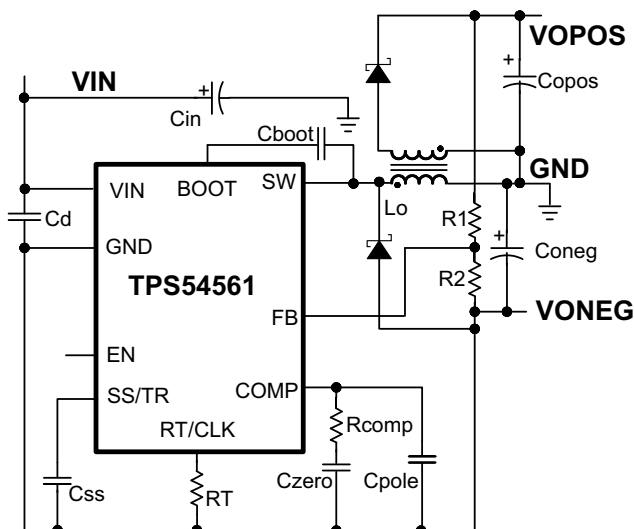 VOPOS
VIN
+
Cin
+
Copos
Cboot
GND
VIN
BOOT
SW
Cd
Lo
R1
+
Coneg
GND
TPS54561
R2
FB
VONEG
EN
SS/TR
COMP
RT/CLK
Rcomp
Css
RT
Czero
Cpole